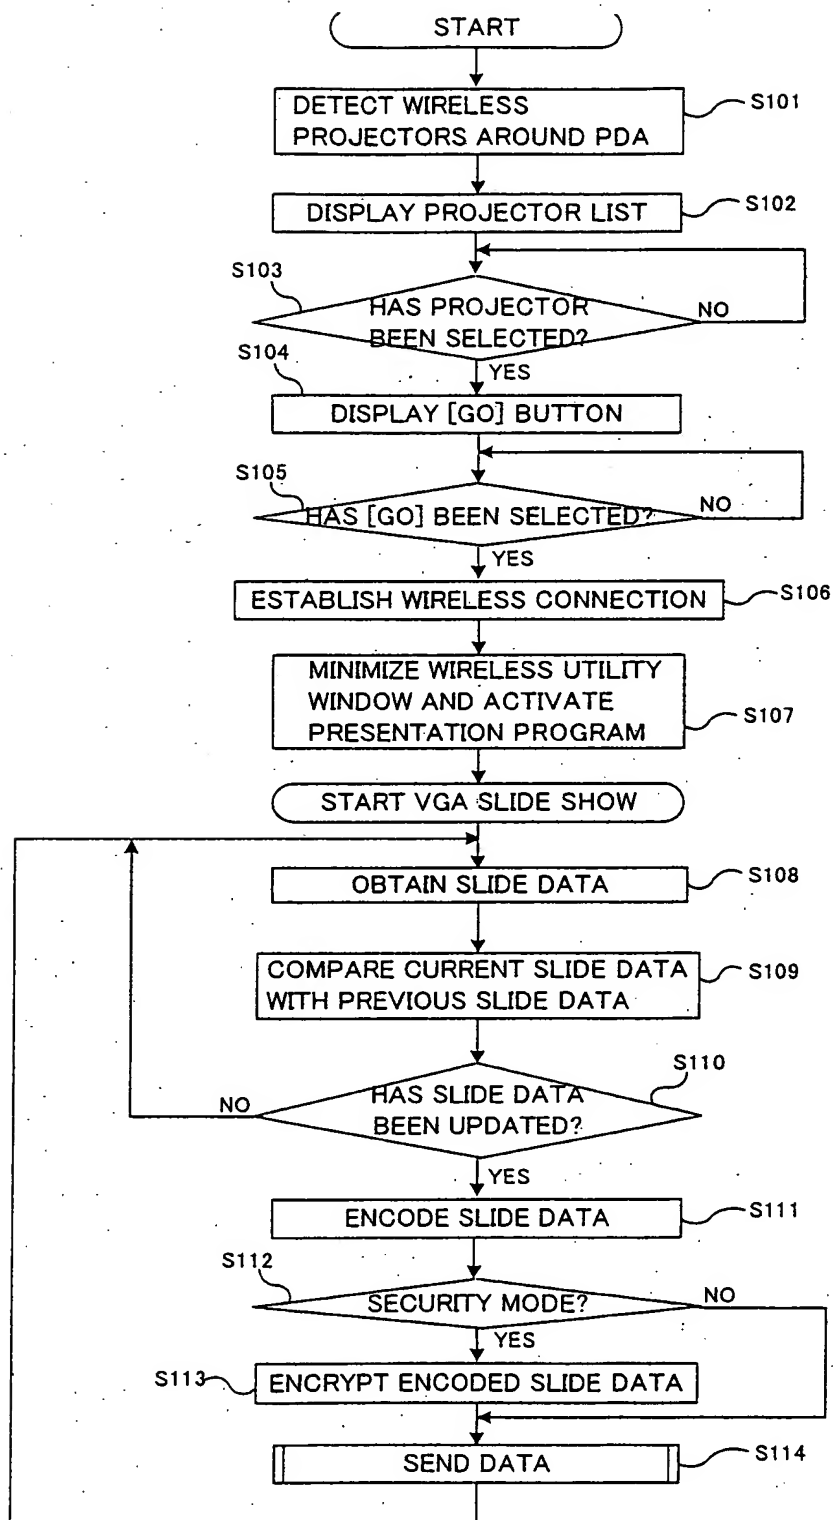 START
DETECT WIRELESS
PROJECTORS AROUND PDA
S101
DISPLAY PROJECTOR LIST
S102
S103
HAS PROJECTOR
BEEN SELECTED?
NO
YES
S104
DISPLAY [GO] BUTTON
S105
HAS [GO] BEEN SELECTED?
NO
YES
ESTABLISH WIRELESS CONNECTION
S106
MINIMIZE WIRELESS UTILITY
WINDOW AND ACTIVATE
PRESENTATION PROGRAM
S107
START VGA SLIDE SHOW
OBTAIN SLIDE DATA
S108
COMPARE CURRENT SLIDE DATA
WITH PREVIOUS SLIDE DATA
S109
S110
HAS SLIDE DATA
BEEN UPDATED?
NO
YES
ENCODE SLIDE DATA
S111
S112
SECURITY MODE?
NO
YES
S113
ENCRYPT ENCODED SLIDE DATA
SEND DATA
S114